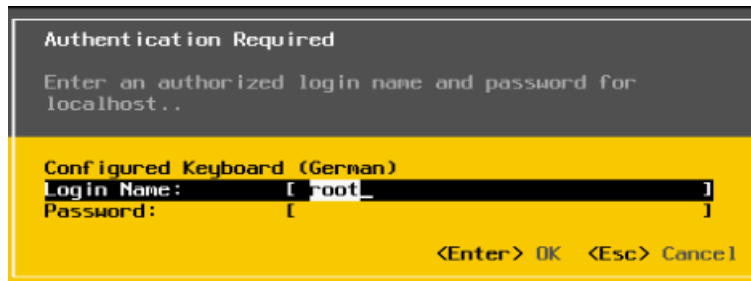 Authentication Required
Enter an authorized login name and password for
localhost..
Configured Keyboard (German)
Login Name: [ root_ ]
Password: [ ]
<Enter> OK <Esc> Cancel